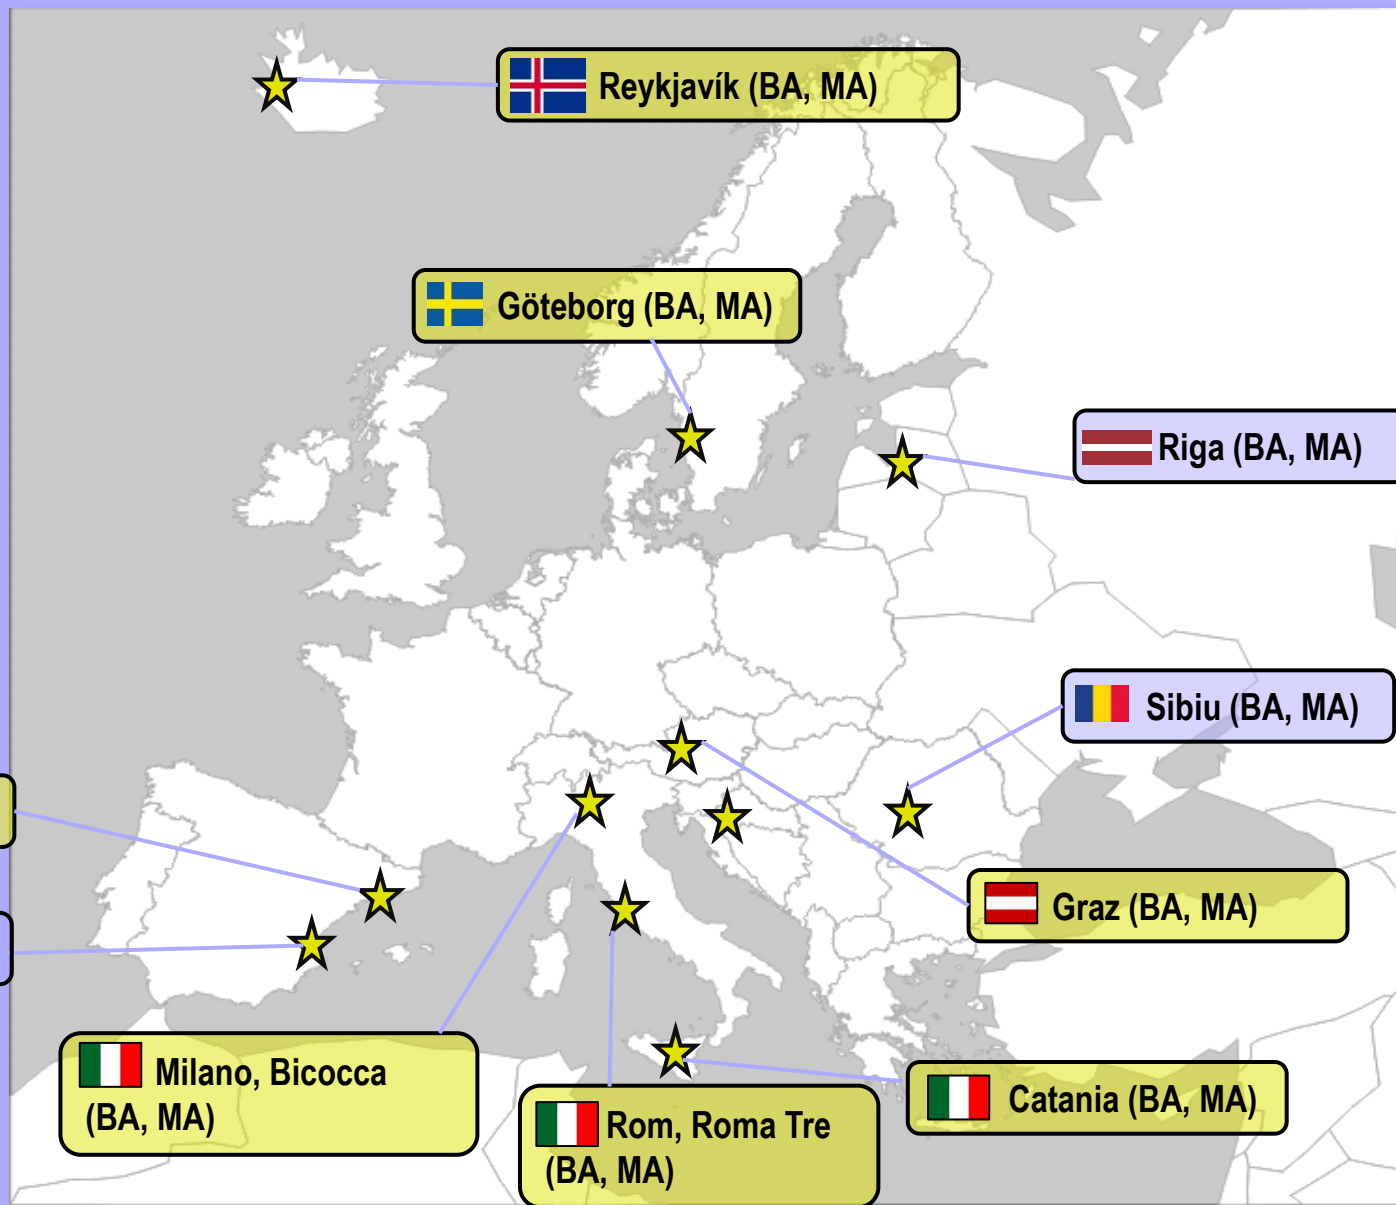 Reykjavík (BA, MA)
Göteborg (BA, MA)
Riga (BA, MA)
Sibiu (BA, MA)
Graz (BA, MA)
Milano, Bicocca
(BA, MA)
Rom, Roma Tre
(BA, MA)
Catania (BA, MA)